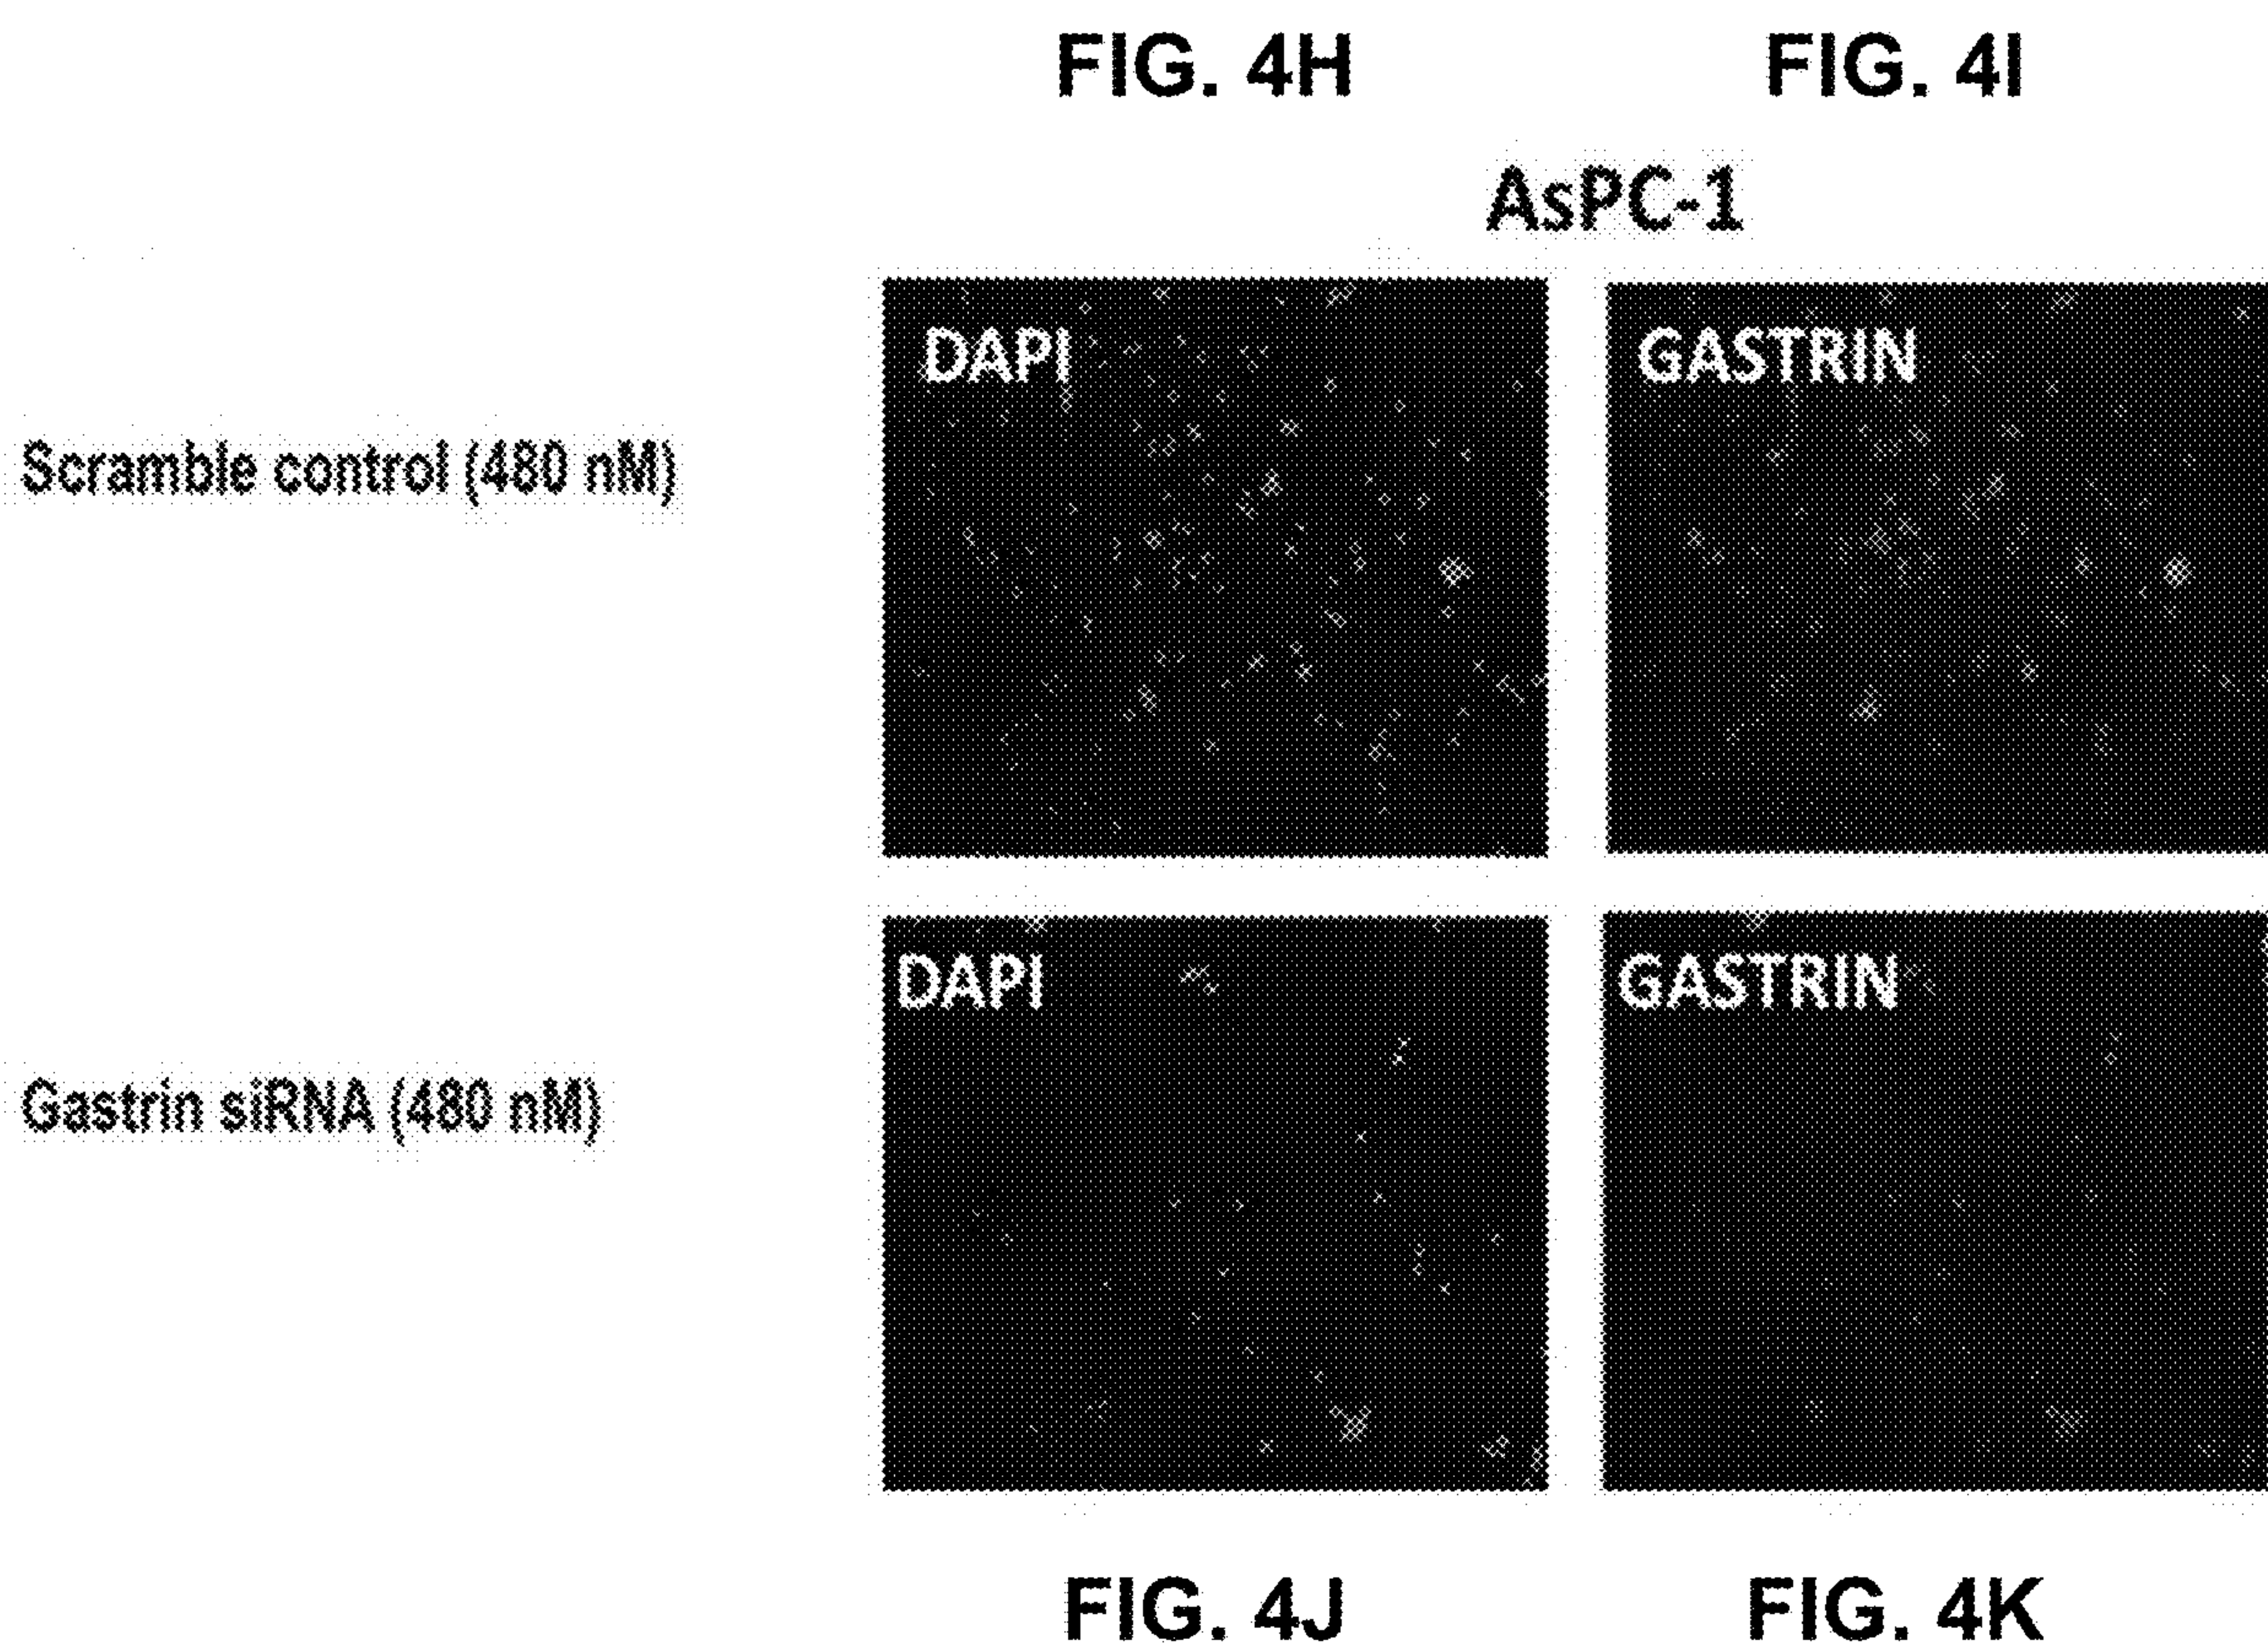 FIG. 4H
FIG. 4I
AsPC-1
DAPI
GASTRIN
Scramble control (480 nM)
DAPI
GASTRIN
Gastrin siRNA (480 nM)
FIG. 4J
FIG. 4K